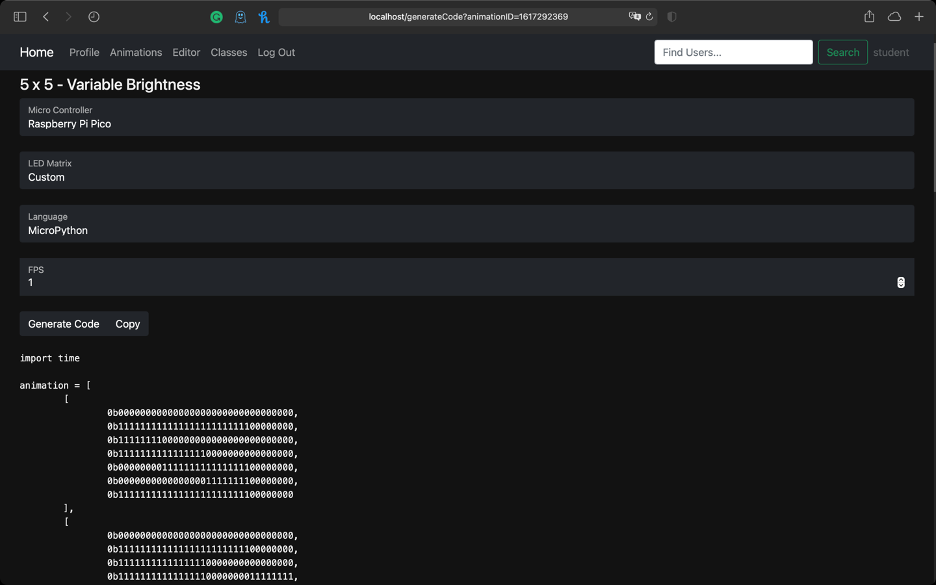 localhost/generateCode?animationID=1617292369
Home Profile Animations Editor Classes Log Out Find Users... Search student
5 x 5 - Variable Brightness
Micro Controller
Raspberry Pi Pico
LED Matrix
Custom
Language
MicroPython
FPS
1
Generate Code Copy
import time
animation = [
[
0b00000000000000000000000000000000,
0b11111111111111111111111100000000,
0b11111111000000000000000000000000,
0b11111111111111110000000000000000,
0b00000000111111111111111100000000,
0b00000000000000001111111100000000,
0b11111111111111111111111100000000
],
[
0b00000000000000000000000000000000,
0b11111111111111111111111100000000,
0b11111111111111110000000000000000,
0b11111111111111110000000011111111,